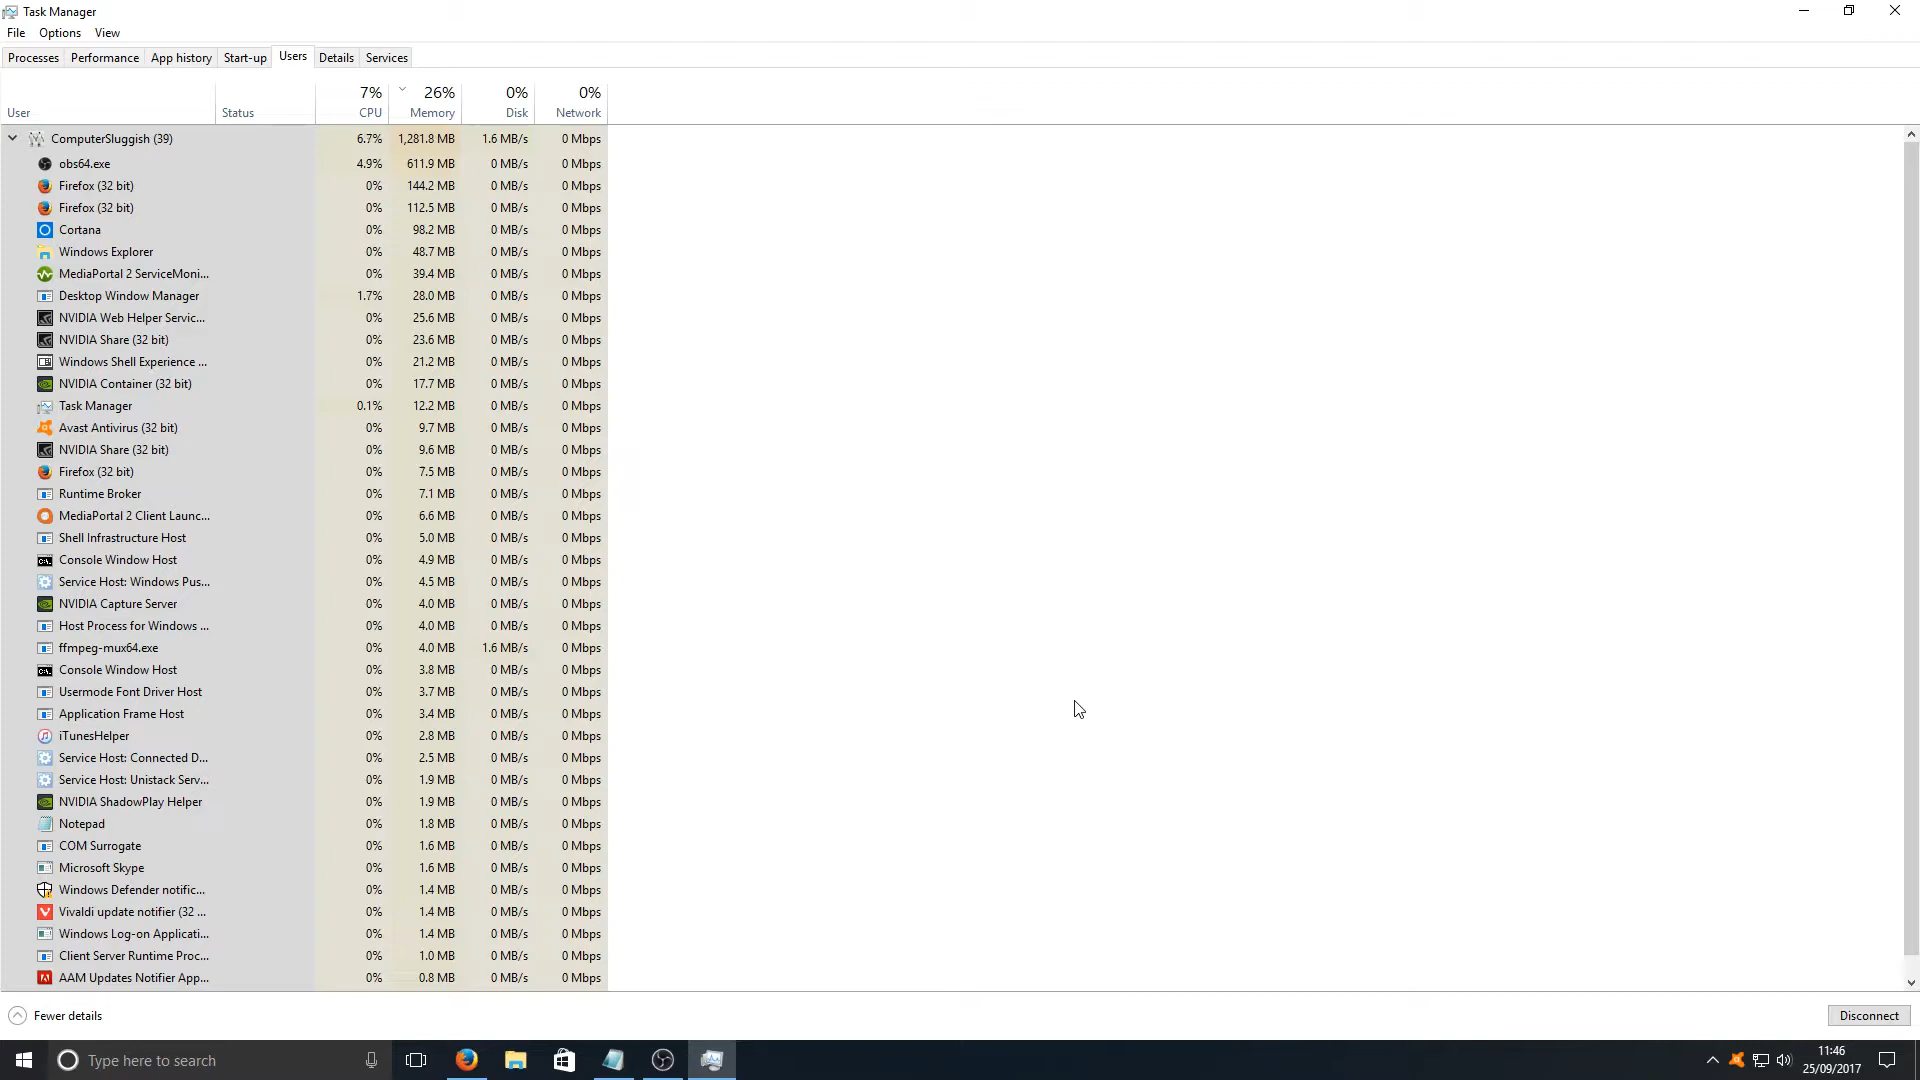 Task Manager
File Options View
Processes Performance App history Start-up Users Details Services
7% 26% 0% 0%
User Status CPU Memory Disk Network
ComputerSluggish (39) 6.7% 1,281.8 MB 1.6 MB/s 0 Mbps
obs64.exe 4.9% 611.9 MB 0 MB/s 0 Mbps
Firefox (32 bit) 0% 144.2 MB 0 MB/s 0 Mbps
Firefox (32 bit) 0% 112.5 MB 0 MB/s 0 Mbps
Cortana 0% 98.2 MB 0 MB/s 0 Mbps
Windows Explorer 0% 48.7 MB 0 MB/s 0 Mbps
MediaPortal 2 ServiceMoni... 0% 39.4 MB 0 MB/s 0 Mbps
Desktop Window Manager 1.7% 28.0 MB 0 MB/s 0 Mbps
NVIDIA Web Helper Servic... 0% 25.6 MB 0 MB/s 0 Mbps
NVIDIA Share (32 bit) 0% 23.6 MB 0 MB/s 0 Mbps
Windows Shell Experience ... 0% 21.2 MB 0 MB/s 0 Mbps
NVIDIA Container (32 bit) 0% 17.7 MB 0 MB/s 0 Mbps
Task Manager 0.1% 12.2 MB 0 MB/s 0 Mbps
Avast Antivirus (32 bit) 0% 9.7 MB 0 MB/s 0 Mbps
NVIDIA Share (32 bit) 0% 9.6 MB 0 MB/s 0 Mbps
Firefox (32 bit) 0% 7.5 MB 0 MB/s 0 Mbps
Runtime Broker 0% 7.1 MB 0 MB/s 0 Mbps
MediaPortal 2 Client Launc... 0% 6.6 MB 0 MB/s 0 Mbps
Shell Infrastructure Host 0% 5.0 MB 0 MB/s 0 Mbps
Console Window Host 0% 4.9 MB 0 MB/s 0 Mbps
Service Host: Windows Pus... 0% 4.5 MB 0 MB/s 0 Mbps
NVIDIA Capture Server 0% 4.0 MB 0 MB/s 0 Mbps
Host Process for Windows ... 0% 4.0 MB 0 MB/s 0 Mbps
ffmpeg-mux64.exe 0% 4.0 MB 1.6 MB/s 0 Mbps
Console Window Host 0% 3.8 MB 0 MB/s 0 Mbps
Usermode Font Driver Host 0% 3.7 MB 0 MB/s 0 Mbps
Application Frame Host 0% 3.4 MB 0 MB/s 0 Mbps
iTunesHelper 0% 2.8 MB 0 MB/s 0 Mbps
Service Host: Connected D... 0% 2.5 MB 0 MB/s 0 Mbps
Service Host: Unistack Serv... 0% 1.9 MB 0 MB/s 0 Mbps
NVIDIA ShadowPlay Helper 0% 1.9 MB 0 MB/s 0 Mbps
Notepad 0% 1.8 MB 0 MB/s 0 Mbps
COM Surrogate 0% 1.6 MB 0 MB/s 0 Mbps
Microsoft Skype 0% 1.6 MB 0 MB/s 0 Mbps
Windows Defender notific... 0% 1.4 MB 0 MB/s 0 Mbps
Vivaldi update notifier (32 ... 0% 1.4 MB 0 MB/s 0 Mbps
Windows Log-on Applicati... 0% 1.4 MB 0 MB/s 0 Mbps
Client Server Runtime Proc... 0% 1.0 MB 0 MB/s 0 Mbps
AAM Updates Notifier App... 0% 0.8 MB 0 MB/s 0 Mbps
Fewer details Disconnect
Type here to search
11:46
25/09/2017